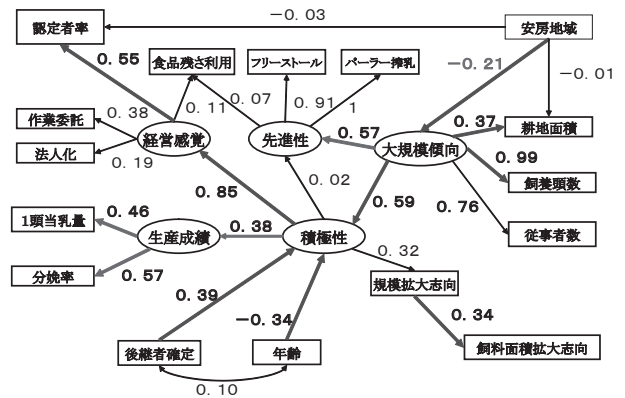 −0.03
認定者率
安房地域
0.55
食品残さ利用
フリーストール
パーラー搾乳
−0.21
−0.01
作業委託
0.38
0.11
0.07
0.91
1
0.37
耕地面積
経営感覚
先進性
0.57
大規模傾向
法人化
0.19
0.99
飼養頭数
0.02
0.85
0.59
0.76
1頭当乳量
0.46
生産成績
0.38
積極性
従事者数
0.32
分娩率
0.57
規模拡大志向
0.39
−0.34
0.34
後継者確定
年齢
飼料面積拡大志向
0.10